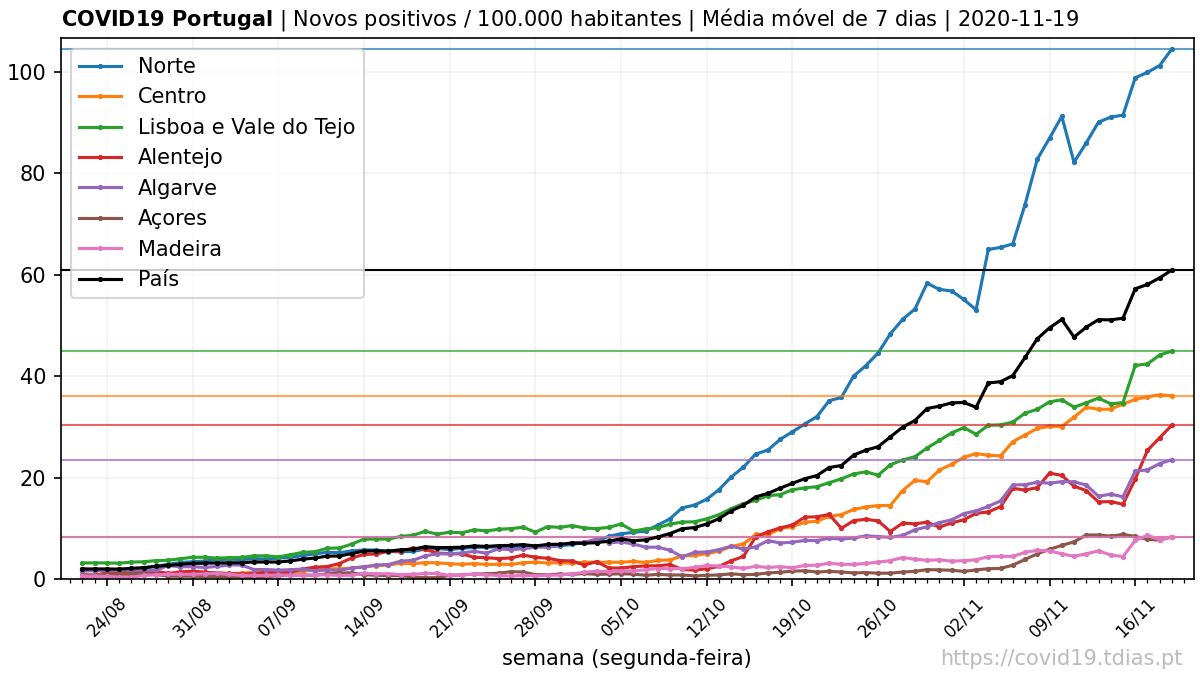 COVID19 Portugal | Novos positivos / 100.000 habitantes | Média móvel de 7 dias | 2020-11-19
100
80
60
40
20
0
Norte
Centro
Lisboa e Vale do Tejo
Alentejo
Algarve
Açores
Madeira
País
24/08
31/08
07/09
14/09
21/09
28/09
05/10
12/10
19/10
26/10
02/11
09/11
16/11
semana (segunda-feira)
https://covid19.tdias.pt